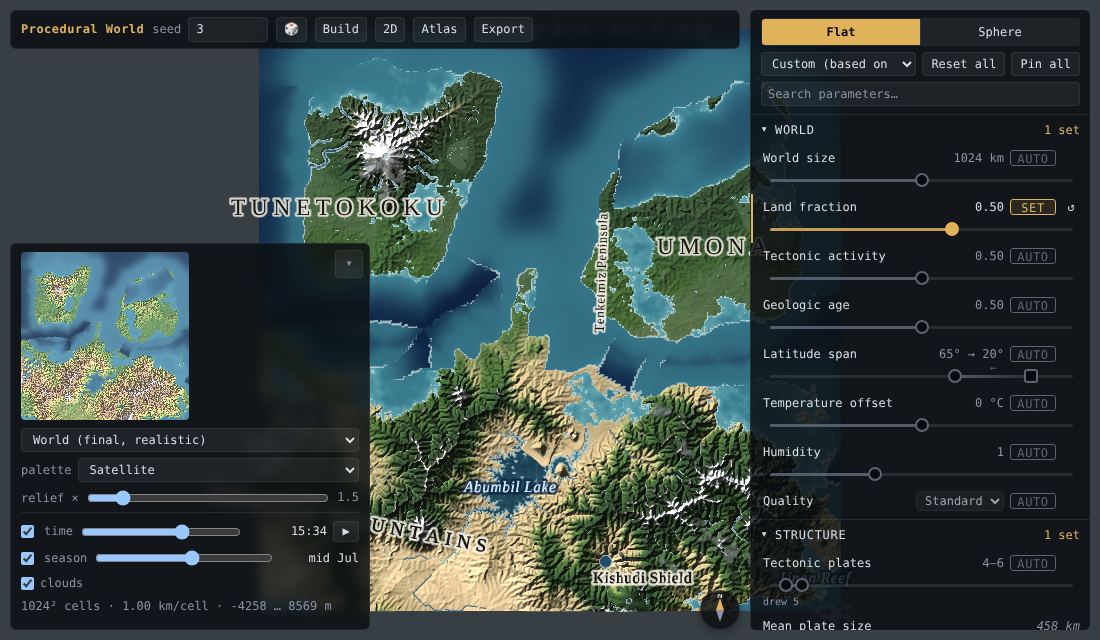 Procedural World seed 3 🎲 Build 2D Atlas Export
Flat Sphere
Custom (based on Reset all Pin all
Search parameters…
▾ WORLD 1 set
World size 1024 km AUTO
Land fraction 0.50 SET ↺
Tectonic activity 0.50 AUTO
Geologic age 0.50 AUTO
Latitude span 65° → 20° AUTO
←
Temperature offset 0 °C AUTO
Humidity 1 AUTO
Quality Standard AUTO
▾ STRUCTURE 1 set
Tectonic plates 4–6 AUTO
drew 5
Mean plate size 458 km
TUNETOKOKU
UMONA
Tenkelmiz Peninsula
Abumbil Lake
UNTAINS
Kishudi Shield
Reef
N
World (final, realistic)
palette Satellite
relief × 1.5
time 15:34 ▶
season mid Jul
clouds
1024² cells · 1.00 km/cell · -4258 … 8569 m